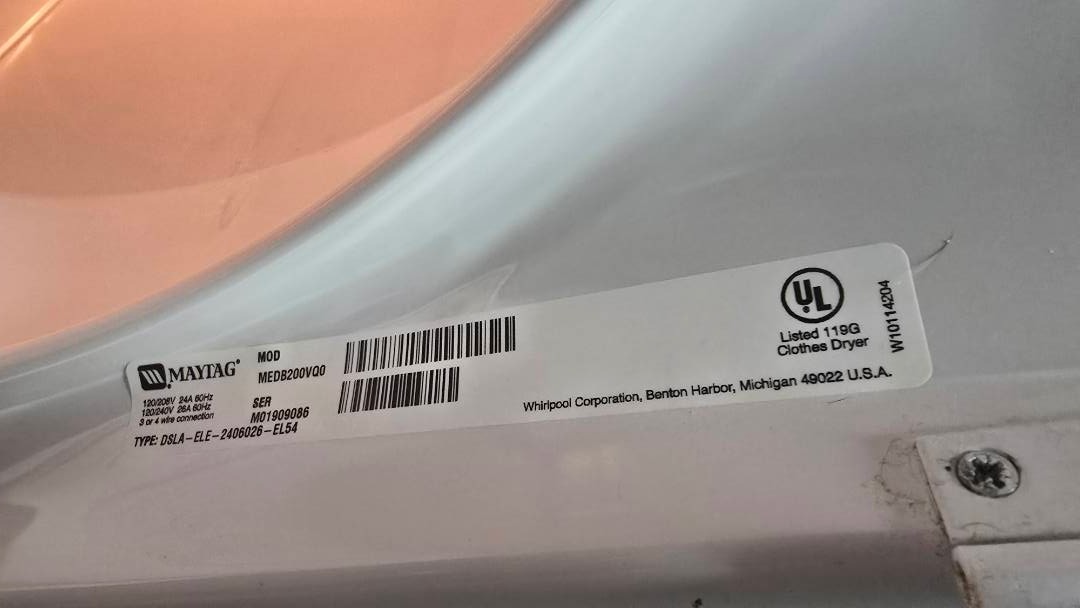 MAYTAG®
120/208V 24A 60Hz
120/240V 26A 60Hz
3 or 4 wire connection
MOD
MEDB200VQ0
SER
M01909086
TYPE: DSLA-ELE-2406026-EL54
UL
Listed 119G
Clothes Dryer
W10114204
Whirlpool Corporation, Benton Harbor, Michigan 49022 U.S.A.